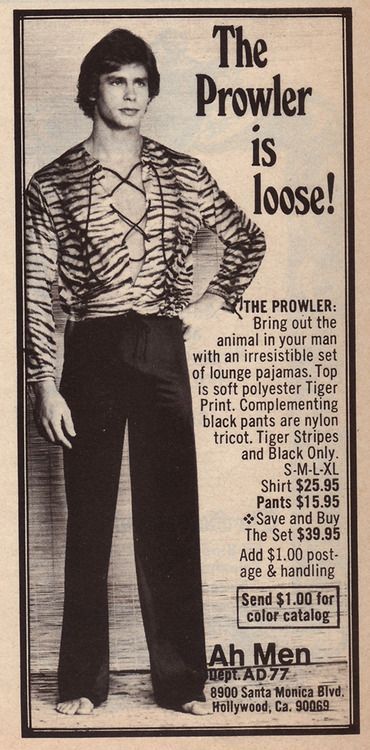 The
Prowler
is
loose!
THE PROWLER:
Bring out the
animal in your man
with an irresistible set
of lounge pajamas. Top
is soft polyester Tiger
Print. Complementing
black pants are nylon
tricot. Tiger Stripes
and Black Only.
S-M-L-XL
Shirt $25.95
Pants $15.95
❖Save and Buy
The Set $39.95
Add $1.00 post-
age & handling
Send $1.00 for
color catalog
Ah Men
Dept. AD77
8900 Santa Monica Blvd.
Hollywood, Ca. 90069